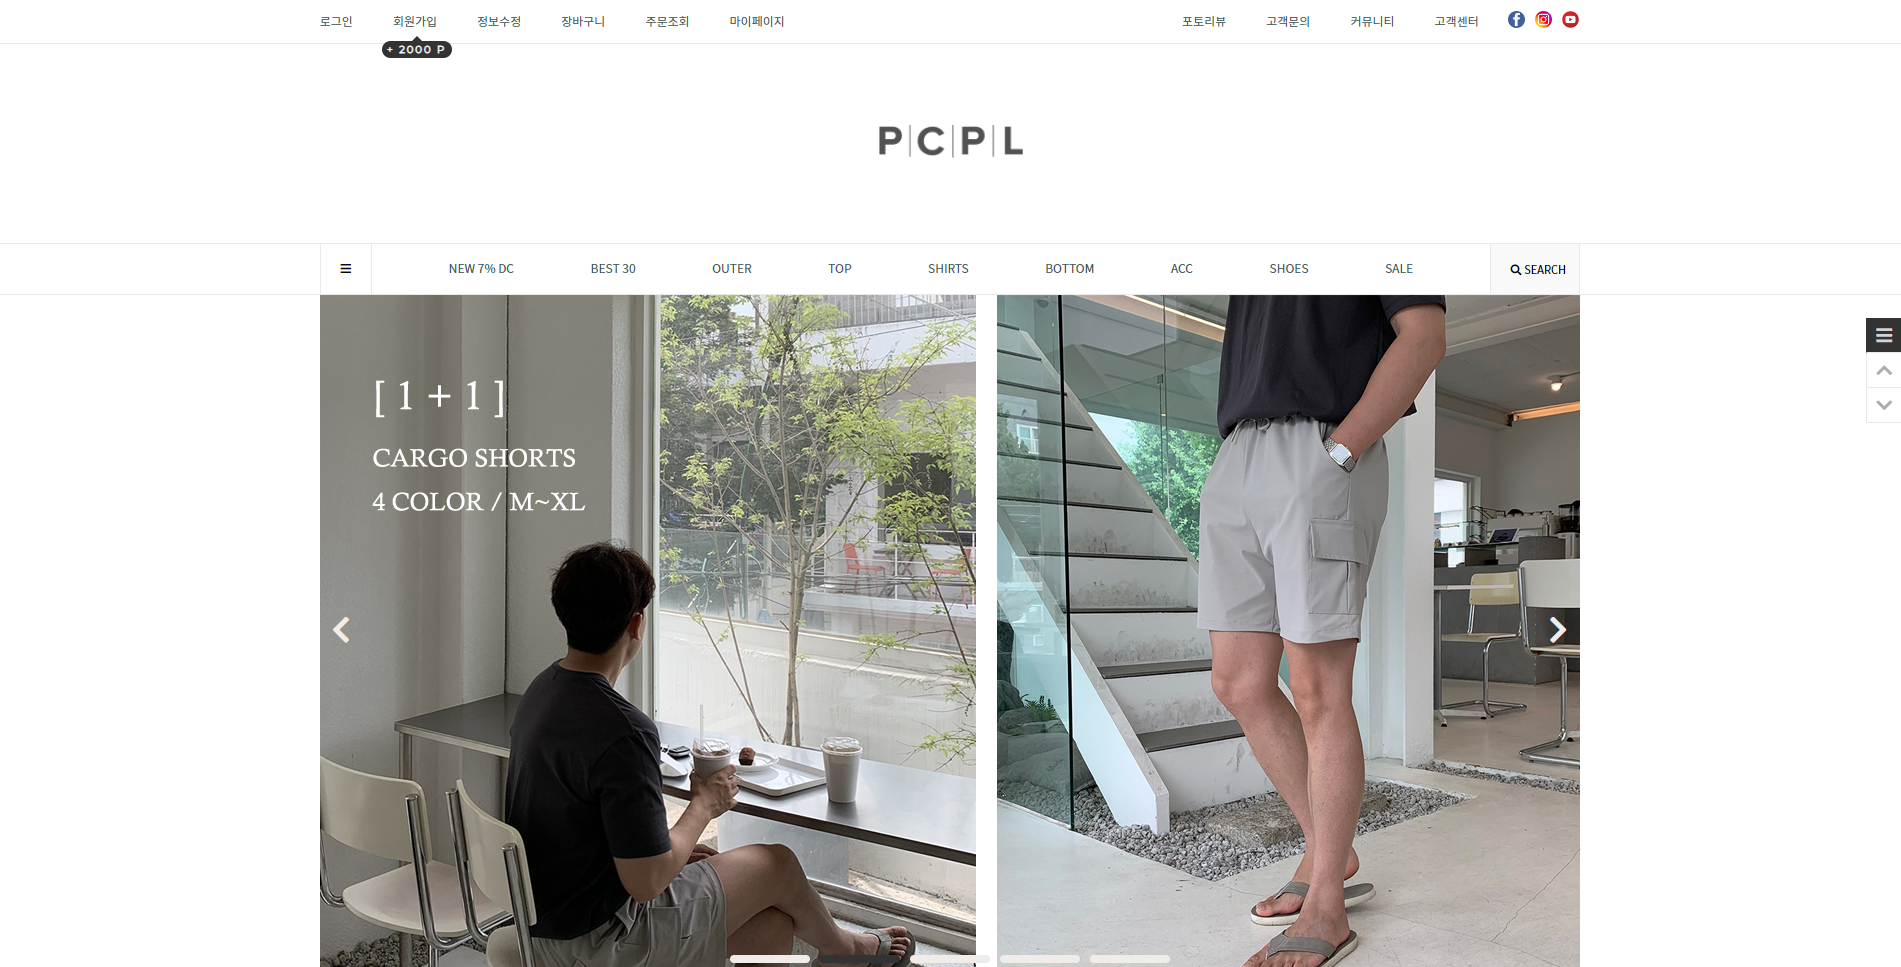 로그인 회원가입 정보수정 장바구니 주문조회 마이페이지 포토리뷰 고객문의 커뮤니티 고객센터
+ 2000 P
P|C|P|L
NEW 7% DC BEST 30 OUTER TOP SHIRTS BOTTOM ACC SHOES SALE SEARCH
[ 1 + 1 ]
CARGO SHORTS
4 COLOR / M~XL